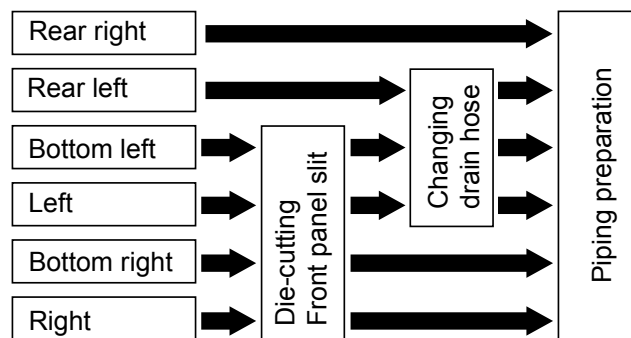 Rear right
Rear left
Bottom left
Left
Bottom right
Right
Die-cutting
Front panel slit
Changing
drain hose
Piping preparation